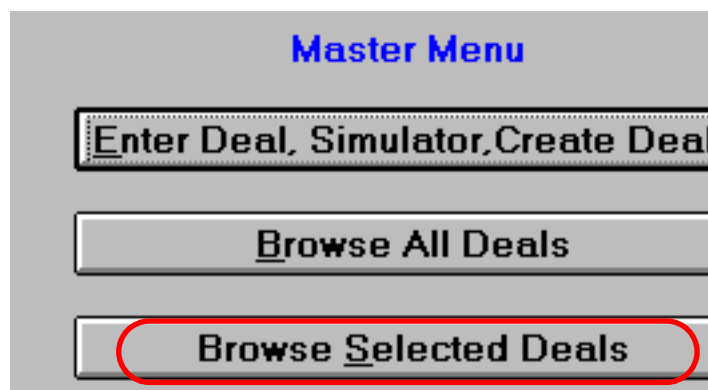 Master Menu
Enter Deal, Simulator,Create Deal
Browse All Deals
Browse Selected Deals